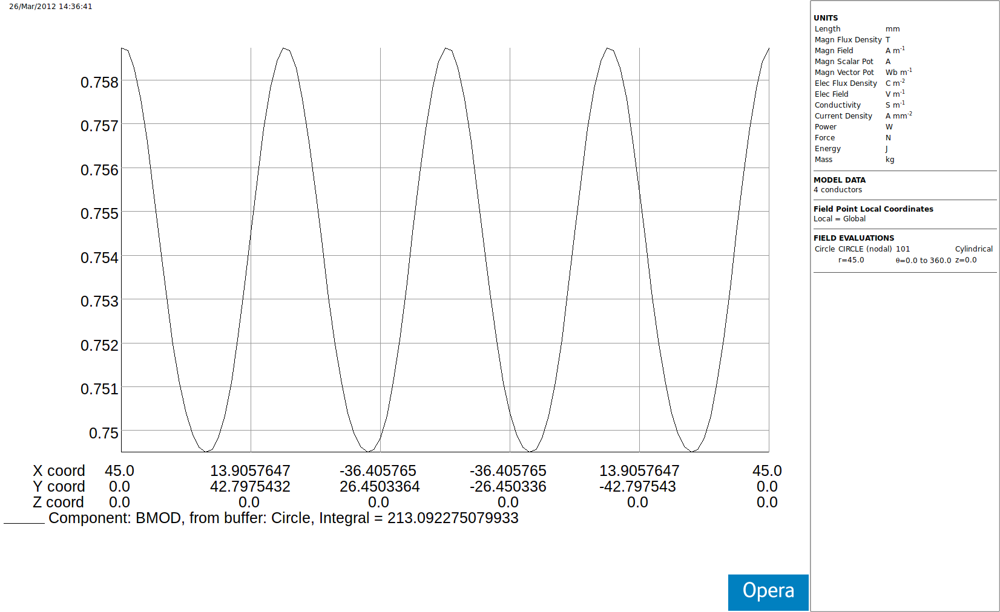 26/Mar/2012 14:36:41
0.758
0.757
0.756
0.755
0.754
0.753
0.752
0.751
0.75
X coord 45.0 13.9057647 -36.405765 -36.405765 13.9057647 45.0
Y coord 0.0 42.7975432 26.4503364 -26.450336 -42.797543 0.0
Z coord 0.0 0.0 0.0 0.0 0.0 0.0
Component: BMOD, from buffer: Circle, Integral = 213.092275079933
UNITS
Length mm
Magn Flux Density T
Magn Field A m-1
Magn Scalar Pot A
Magn Vector Pot Wb m-1
Elec Flux Density C m-2
Elec Field V m-1
Conductivity S m-1
Current Density A mm-2
Power W
Force N
Energy J
Mass kg
MODEL DATA
4 conductors
Field Point Local Coordinates
Local = Global
FIELD EVALUATIONS
Circle CIRCLE (nodal) 101 Cylindrical
r=45.0 θ=0.0 to 360.0 z=0.0
Opera